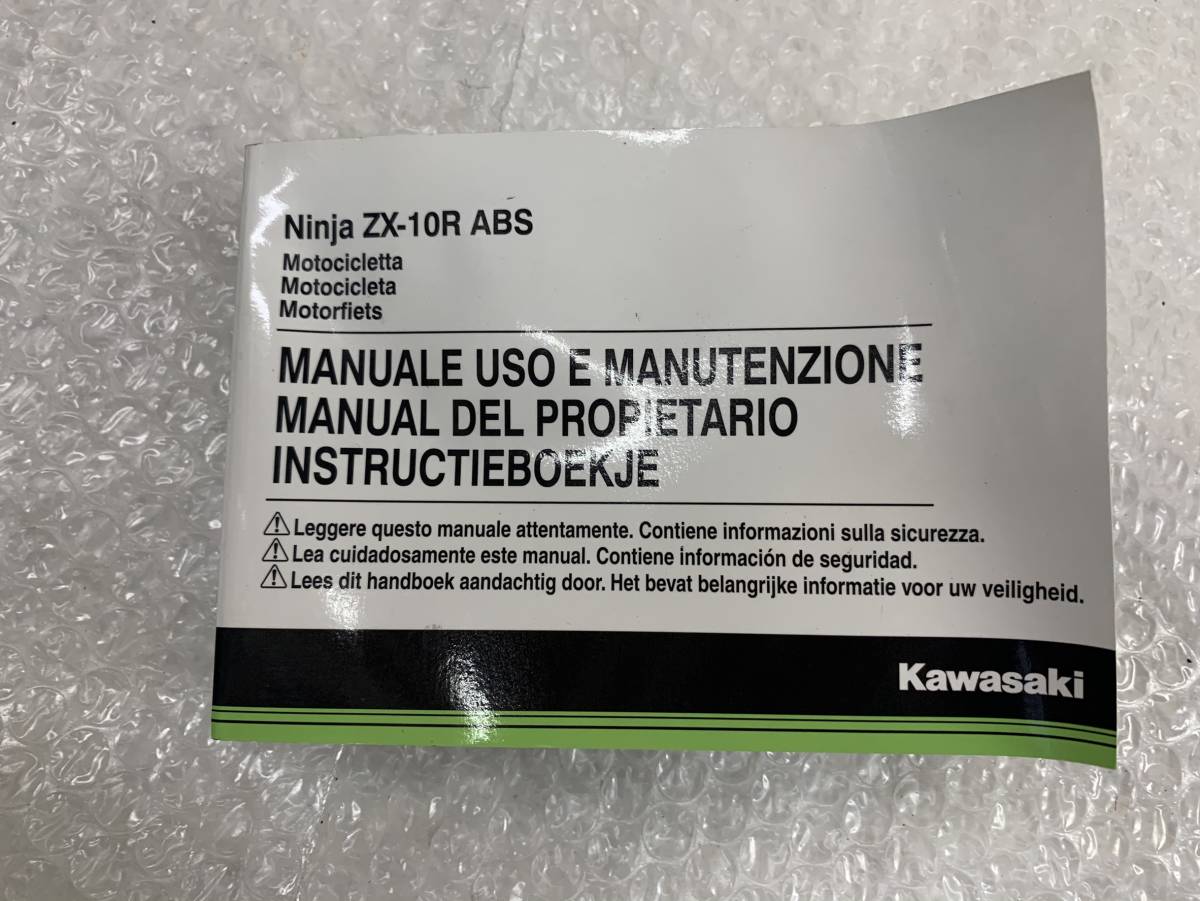 Ninja ZX-10R ABS
Motocicletta
Motocicleta
Motorfiets
MANUALE USO E MANUTENZIONE
MANUAL DEL PROPIETARIO
INSTRUCTIEBOEKJE
Leggere questo manuale attentamente. Contiene informazioni sulla sicurezza.
Lea cuidadosamente este manual. Contiene información de seguridad.
Lees dit handboek aandachtig door. Het bevat belangrijke informatie voor uw veiligheid.
Kawasaki